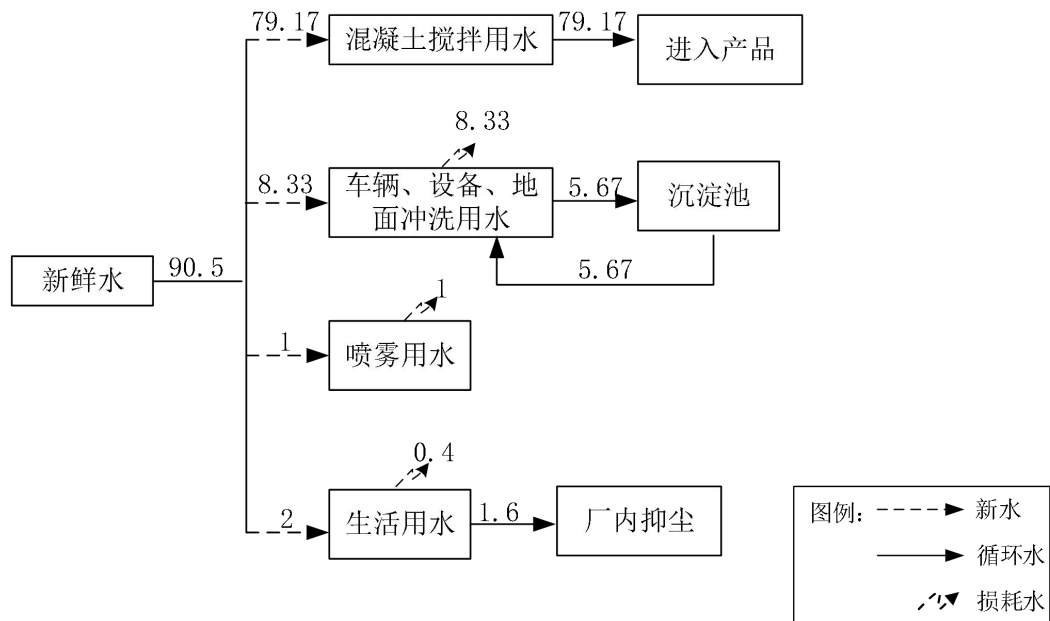 79.17
混凝土搅拌用水
79.17
进入产品
8.33
8.33
车辆、设备、地
面冲洗用水
5.67
沉淀池
5.67
新鲜水
90.5
1
1
喷雾用水
0.4
2
生活用水
1.6
厂内抑尘
图例：
新水
循环水
损耗水